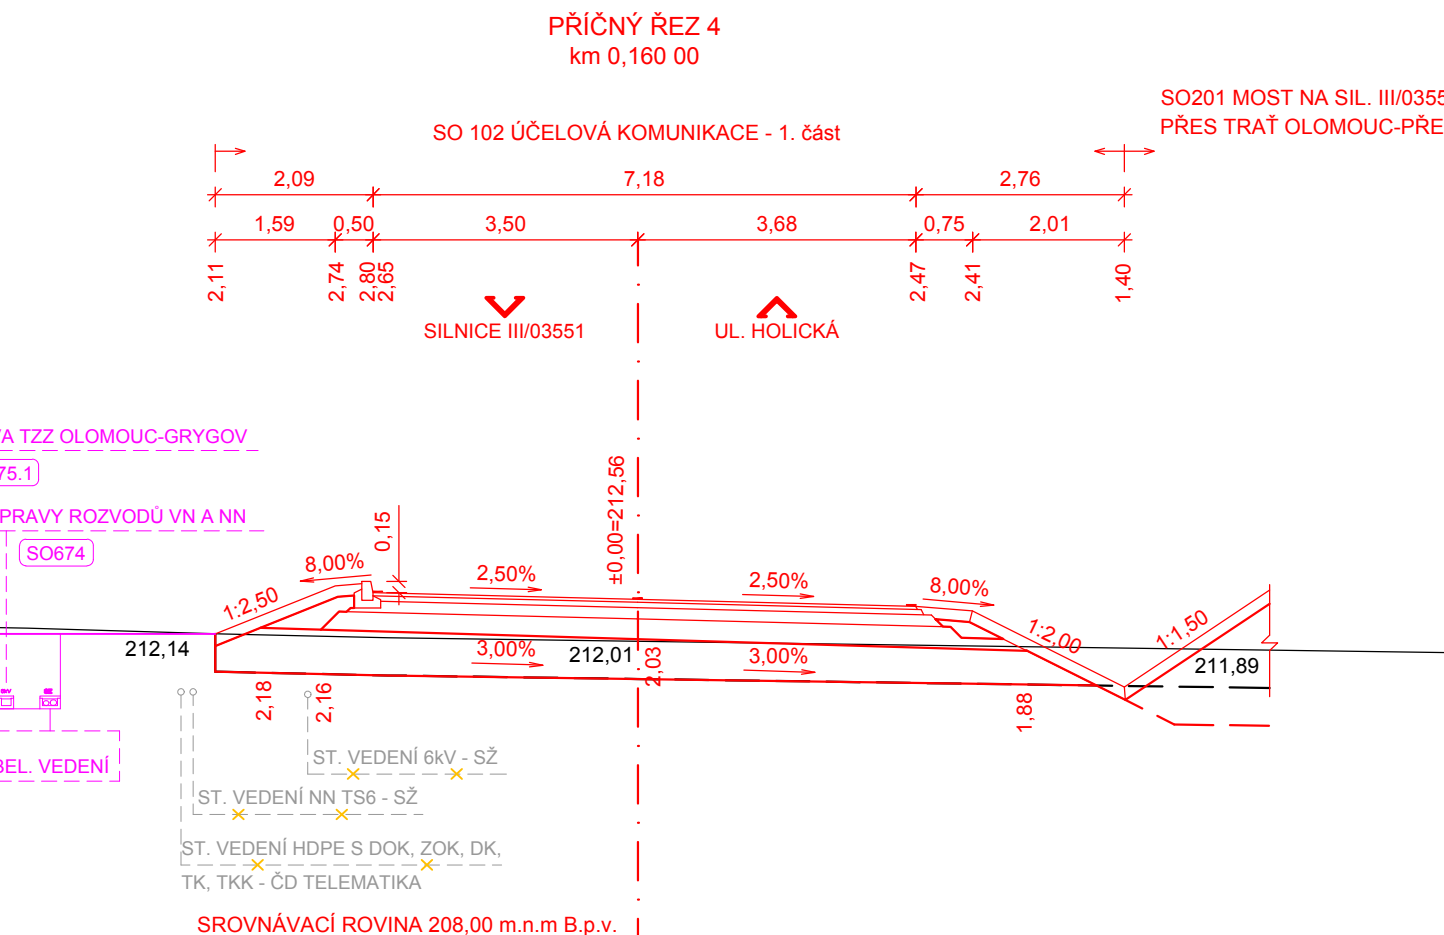 PŘÍČNÝ ŘEZ 4
km 0,160 00
SO201 MOST NA SIL. III/0355
PŘES TRAŤ OLOMOUC-PŘE
SO 102 ÚČELOVÁ KOMUNIKACE - 1. část
2,09 7,18 2,76
1,59 0,50 3,50 3,68 0,75 2,01
2,11 2,74 2,80 2,65 2,47 2,41 1,40
SILNICE III/03551 UL. HOLICKÁ
A TZZ OLOMOUC-GRYGOV
75.1
PRAVY ROZVODŮ VN A NN
SO674
±0,00=212,56
0,15
8,00% 2,50% 2,50% 8,00%
1:2,50 1:2,00 1:1,50
212,14 3,00% 212,01 2,03 3,00% 211,89
2,18 2,16 1,88
BEL. VEDENÍ
ST. VEDENÍ 6kV - SŽ
ST. VEDENÍ NN TS6 - SŽ
ST. VEDENÍ HDPE S DOK, ZOK, DK,
TK, TKK - ČD TELEMATIKA
SROVNÁVACÍ ROVINA 208,00 m.n.m B.p.v.